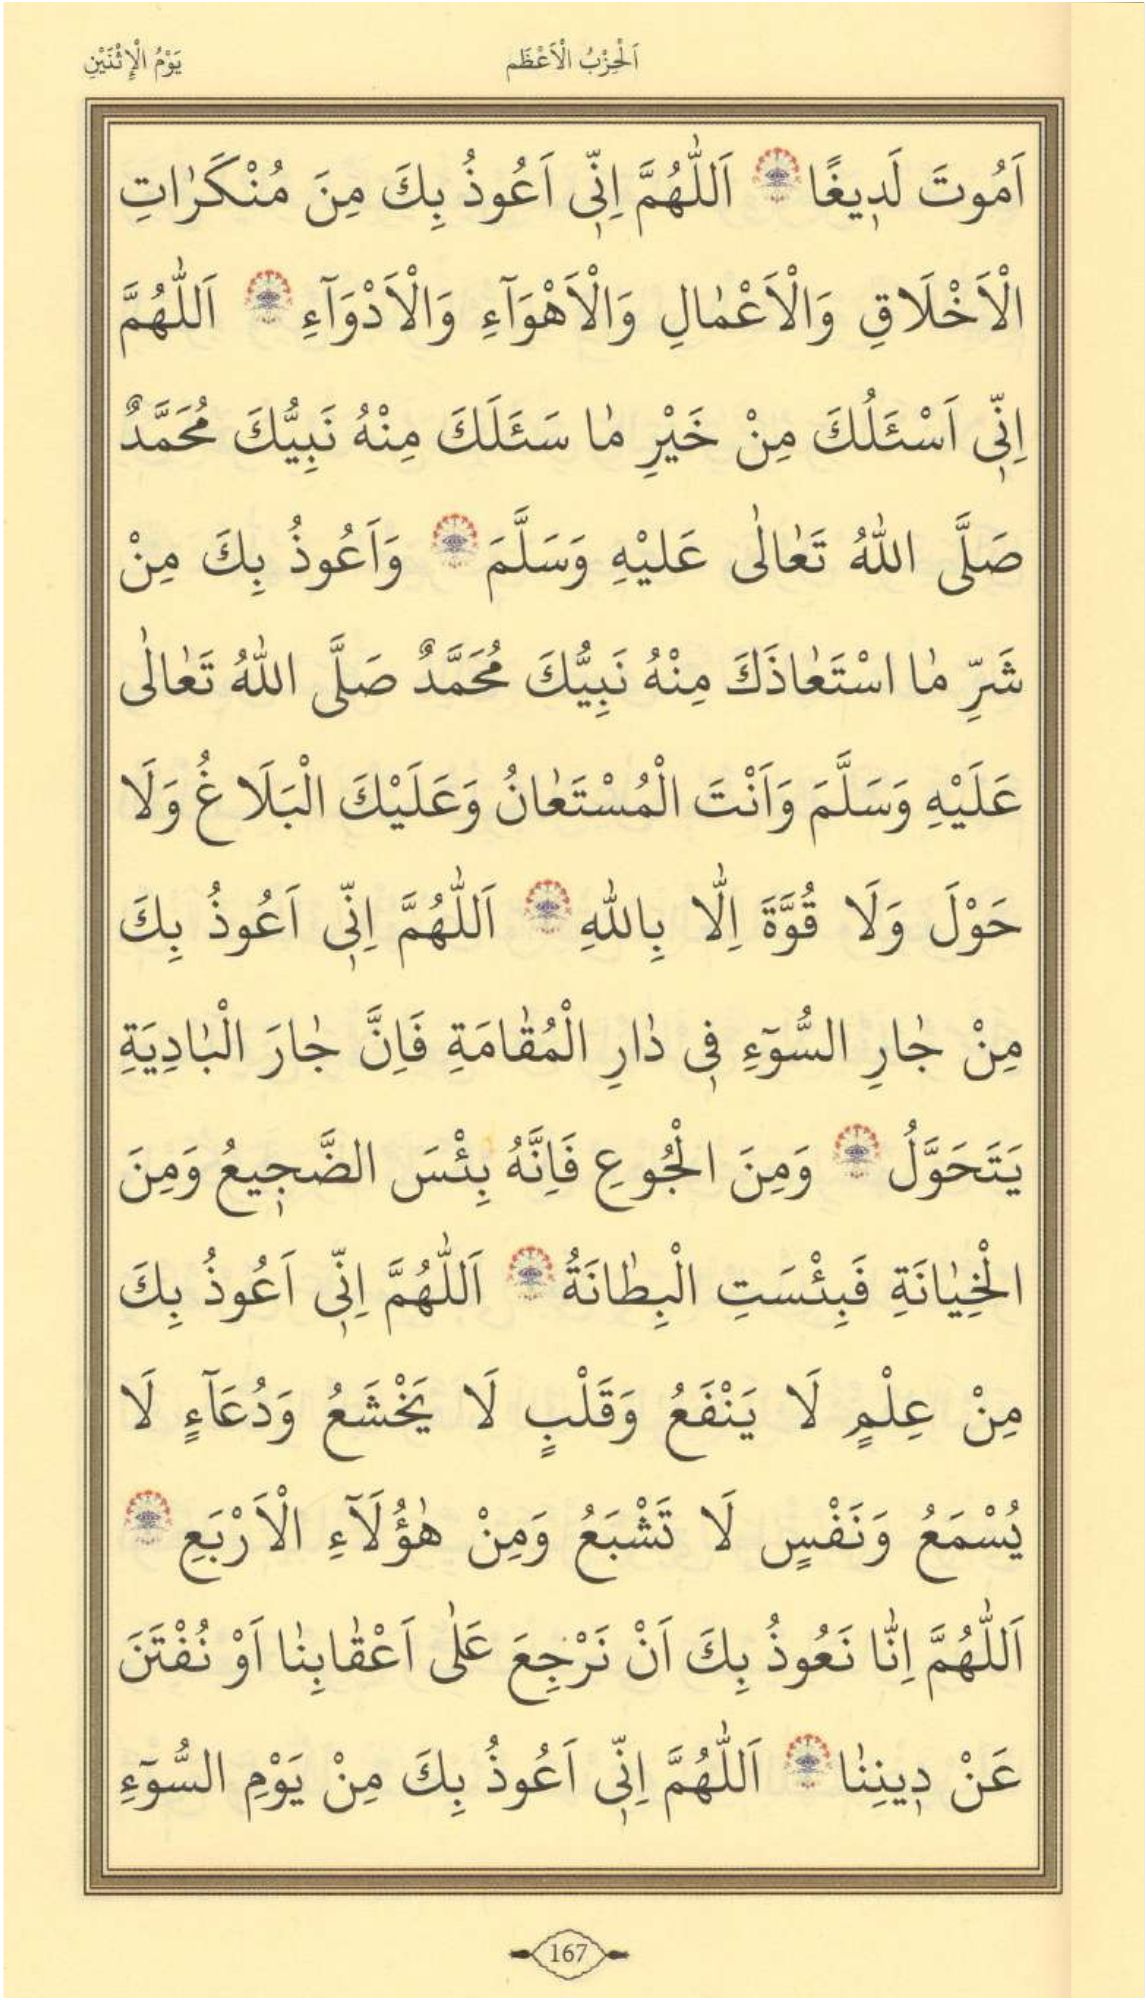 اَلْحِزْبُ الْاَعْظَم
يَوْمُ الْاِثْنَيْنِ
اَمُوتَ لَد۪يغًا اَللّٰهُمَّ اِنّ۪ى اَعُوذُ بِكَ مِنَ مُنْكَرٰاتِ
الْاَخْلَاقِ وَالْاَعْمٰالِ وَالْاَهْوَآءِ وَالْاَدْوَآءِ اَللّٰهُمَّ
اِنّ۪ى اَسْئَلُكَ مِنْ خَيْرِ مٰا سَئَلَكَ مِنْهُ نَبِيُّكَ مُحَمَّدٌ
صَلَّى اللّٰهُ تَعٰالٰى عَلَيْهِ وَسَلَّمَ وَاَعُوذُ بِكَ مِنْ
شَرِّ مٰا اسْتَعٰاذَكَ مِنْهُ نَبِيُّكَ مُحَمَّدٌ صَلَّى اللّٰهُ تَعٰالٰى
عَلَيْهِ وَسَلَّمَ وَاَنْتَ الْمُسْتَعٰانُ وَعَلَيْكَ الْبَلَاغُ وَلَا
حَوْلَ وَلَا قُوَّةَ اِلَّا بِاللّٰهِ اَللّٰهُمَّ اِنّ۪ى اَعُوذُ بِكَ
مِنْ جٰارِ السُّوٓءِ ف۪ى دٰارِ الْمُقٰامَةِ فَاِنَّ جٰارَ الْبٰادِيَةِ
يَتَحَوَّلُ وَمِنَ الْجُوعِ فَاِنَّهُ بِئْسَ الضَّج۪يعُ وَمِنَ
الْخِيٰانَةِ فَبِئْسَتِ الْبِطٰانَةُ اَللّٰهُمَّ اِنّ۪ى اَعُوذُ بِكَ
مِنْ عِلْمٍ لَا يَنْفَعُ وَقَلْبٍ لَا يَخْشَعُ وَدُعَآءٍ لَا
يُسْمَعُ وَنَفْسٍ لَا تَشْبَعُ وَمِنْ هٰؤُلَآءِ الْاَرْبَعِ
اَللّٰهُمَّ اِنّٰا نَعُوذُ بِكَ اَنْ نَرْجِعَ عَلٰى اَعْقٰابِنٰا اَوْ نُفْتَنَ
عَنْ د۪ينِنٰا اَللّٰهُمَّ اِنّ۪ى اَعُوذُ بِكَ مِنْ يَوْمِ السُّوٓءِ
167